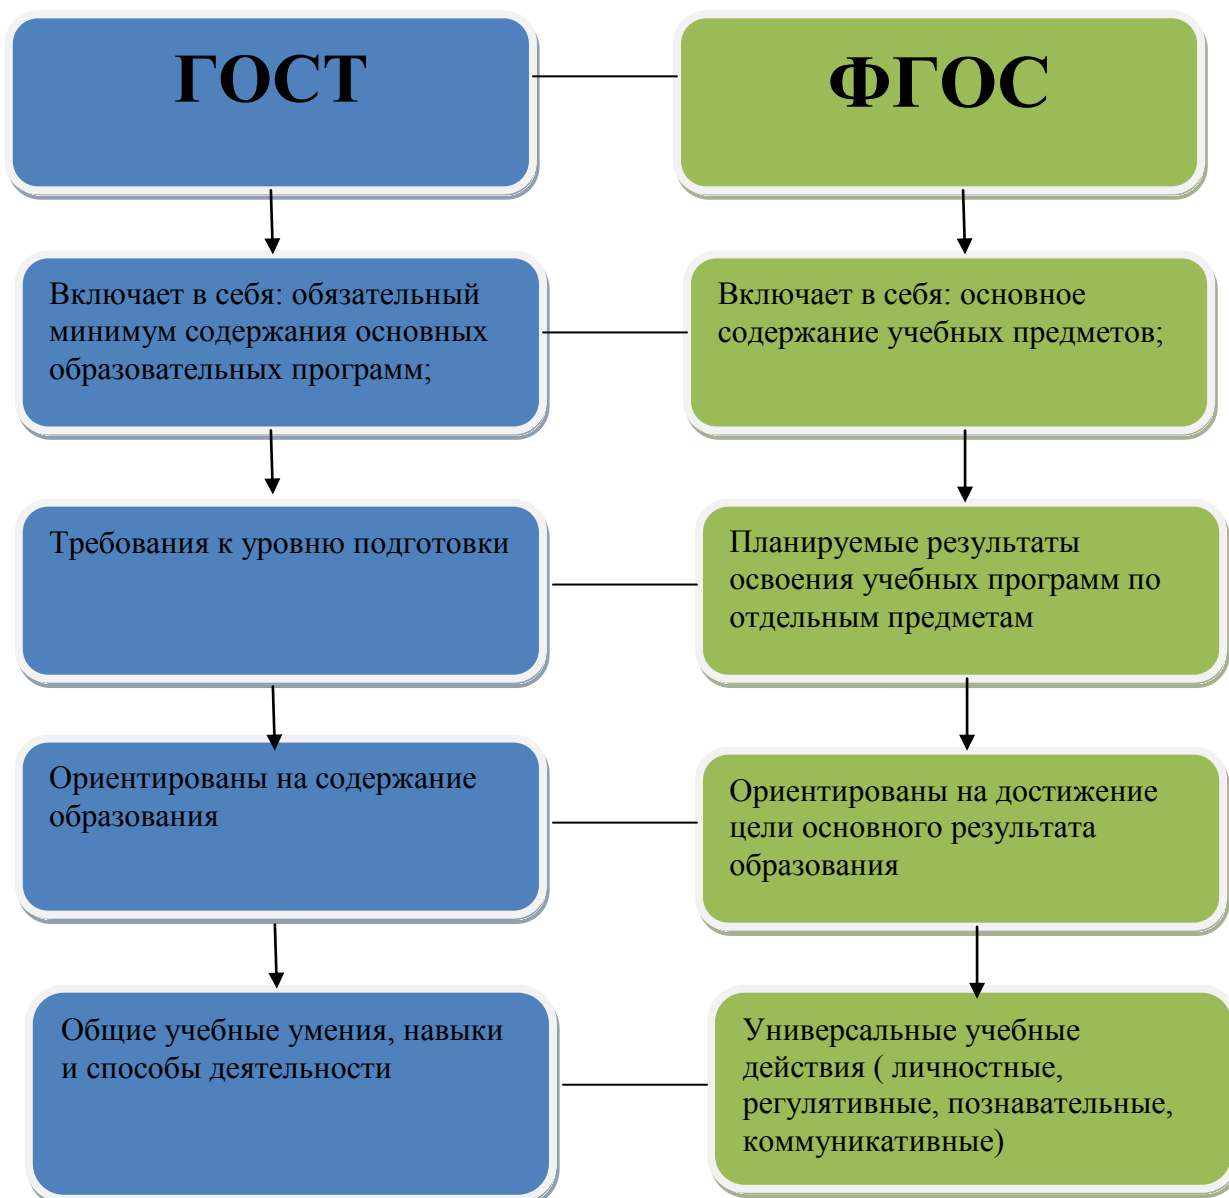 ГОСТ
ФГОС
Включает в себя: обязательный
минимум содержания основных
образовательных программ;
Включает в себя: основное
содержание учебных предметов;
Требования к уровню подготовки
Планируемые результаты
освоения учебных программ по
отдельным предметам
Ориентированы на содержание
образования
Ориентированы на достижение
цели основного результата
образования
Общие учебные умения, навыки
и способы деятельности
Универсальные учебные
действия ( личностные,
регулятивные, познавательные,
коммуникативные)